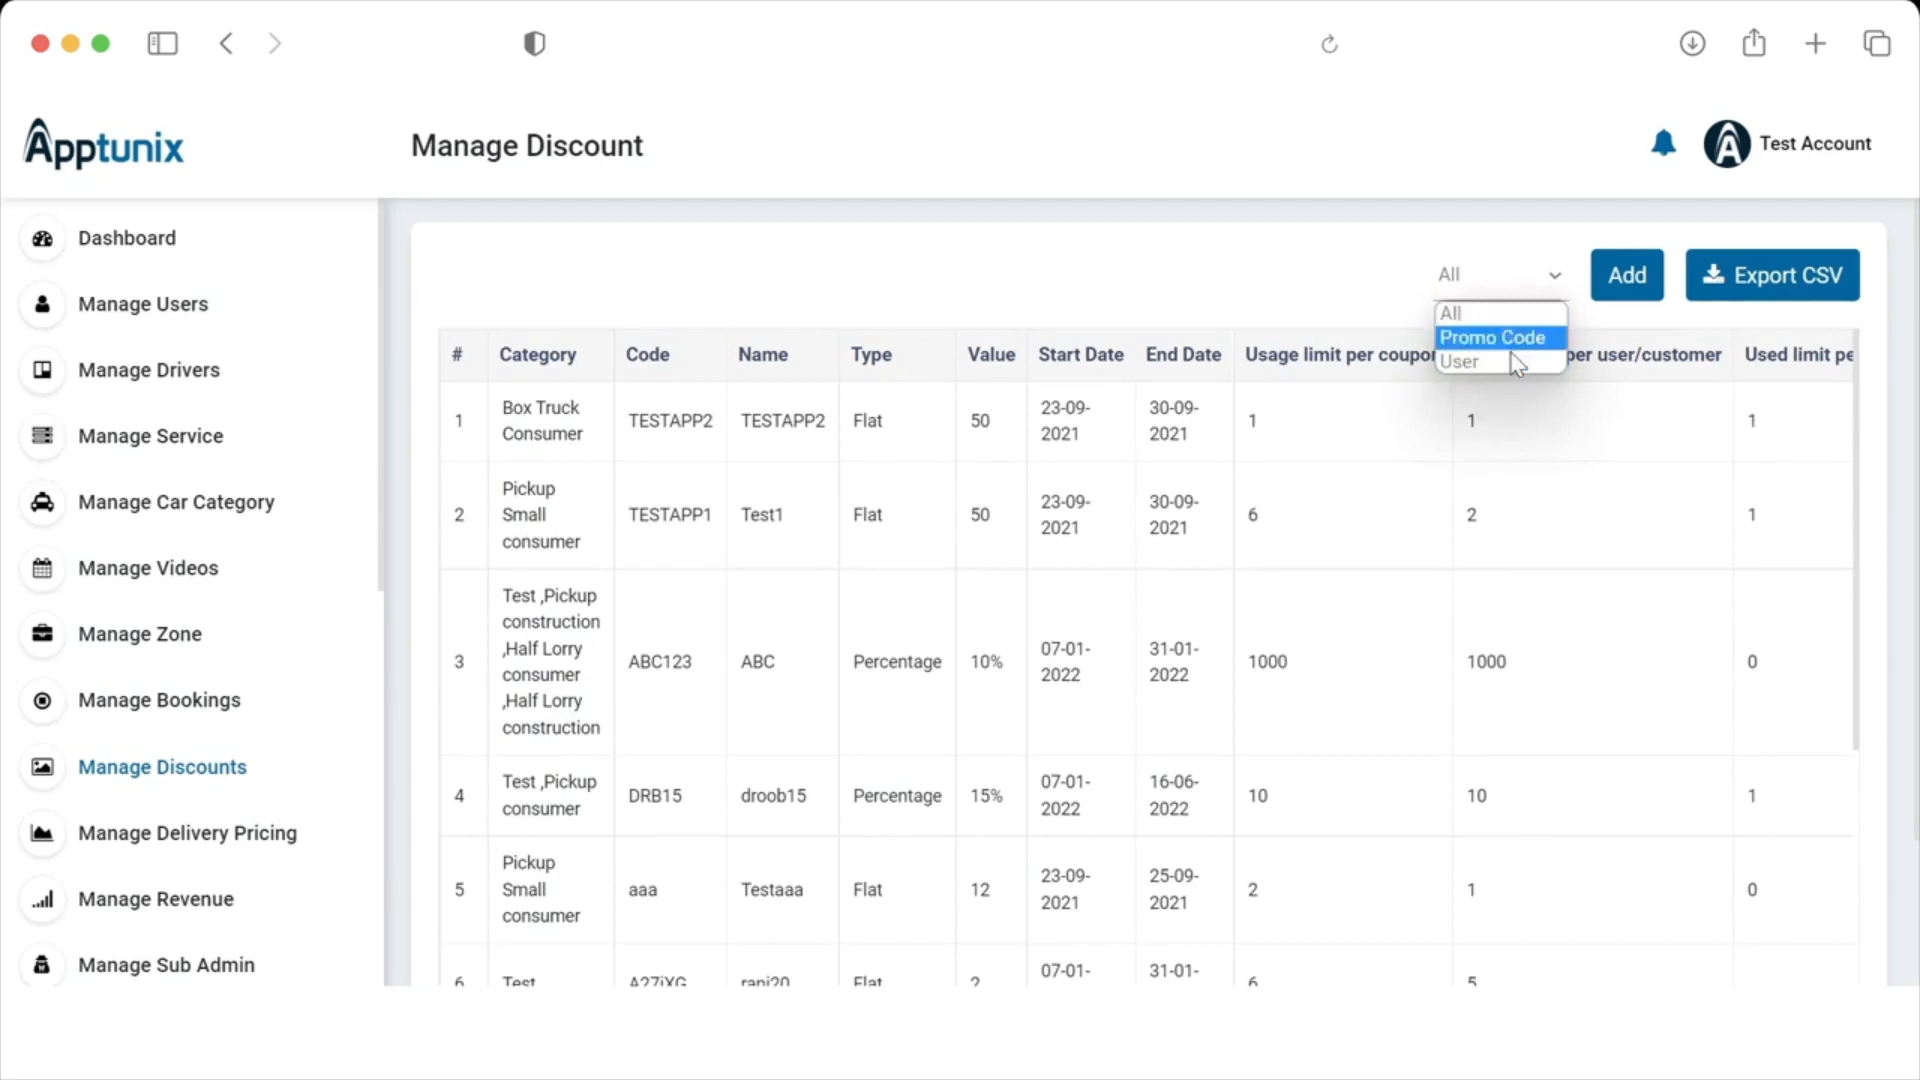 Apptunix
Manage Discount
Test Account
Dashboard
Manage Users
Manage Drivers
Manage Service
Manage Car Category
Manage Videos
Manage Zone
Manage Bookings
Manage Discounts
Manage Delivery Pricing
Manage Revenue
Manage Sub Admin
All
Add
Export CSV
All
Promo Code
User
# Category Code Name Type Value Start Date End Date Usage limit per coupon per user/customer Used limit pe
1 Box Truck TESTAPP2 TESTAPP2 Flat 50 23-09- 30-09- 1 1 1
Consumer 2021 2021
Pickup
2 Small TESTAPP1 Test1 Flat 50 23-09- 30-09- 6 2 1
consumer 2021 2021
Test ,Pickup
construction
,Half Lorry
3 consumer ABC123 ABC Percentage 10% 07-01- 31-01- 1000 1000 0
,Half Lorry 2022 2022
construction
4 Test ,Pickup DRB15 droob15 Percentage 15% 07-01- 16-06- 10 10 1
consumer 2022 2022
Pickup
5 Small aaa Testaaa Flat 12 23-09- 25-09- 2 1 0
consumer 2021 2021
07-01- 31-01-
6 Test Flat 6 5